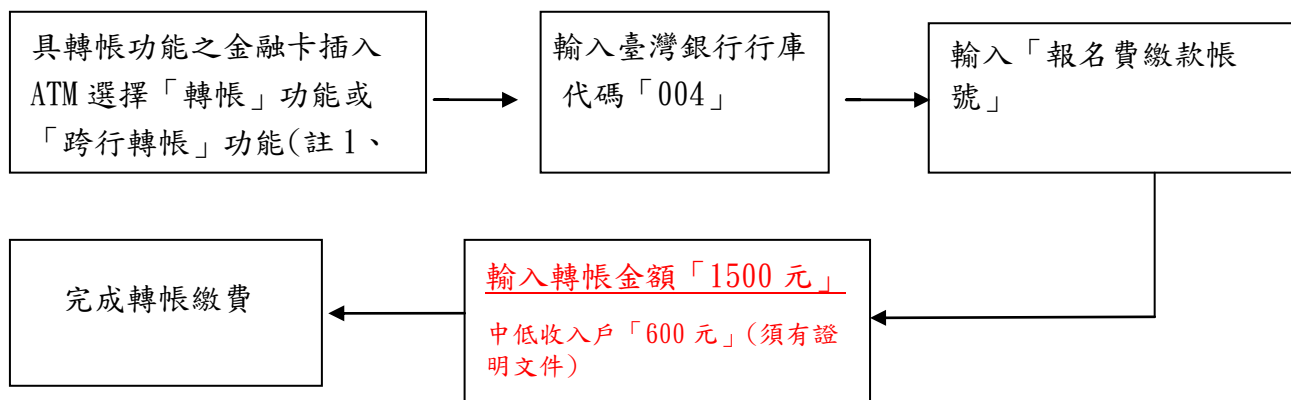 具轉帳功能之金融卡插入
ATM 選擇「轉帳」功能或
「跨行轉帳」功能(註 1、
輸入臺灣銀行行庫
代碼「004」
輸入「報名費繳款帳
號」
輸入轉帳金額「1500 元」
中低收入戶「600 元」(須有證
明文件)
完成轉帳繳費